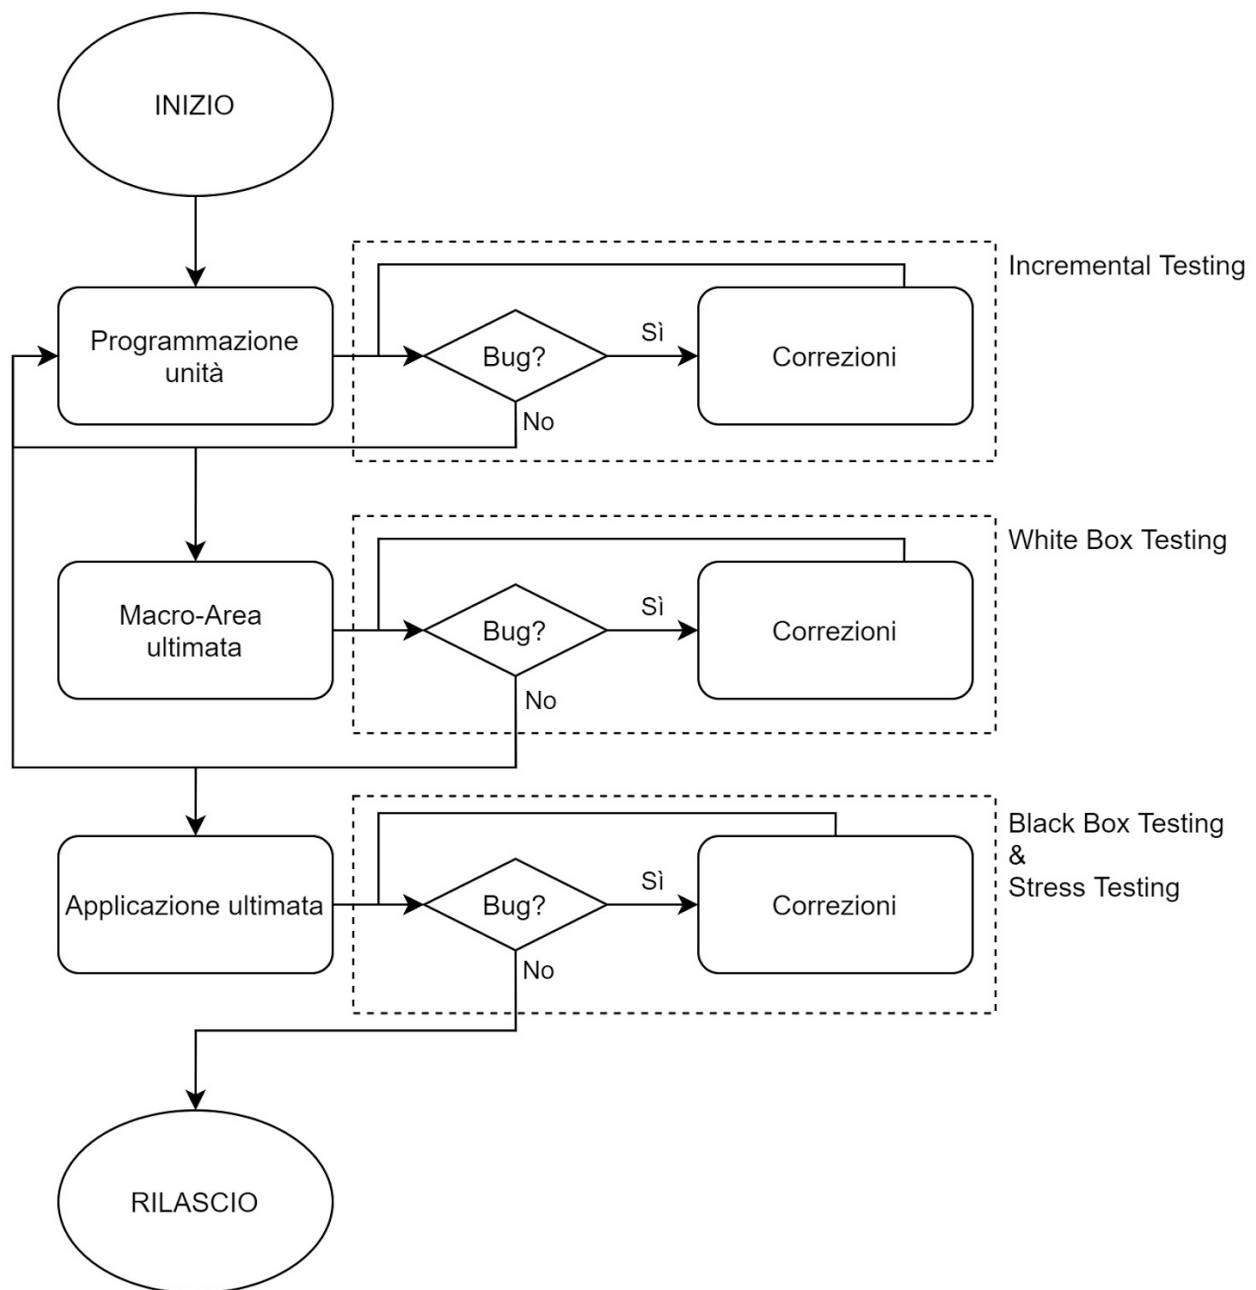 INIZIO
Incremental Testing
Programmazione
unità
Bug?
Sì
Correzioni
No
White Box Testing
Macro-Area
ultimata
Bug?
Sì
Correzioni
No
Black Box Testing
&
Stress Testing
Applicazione ultimata
Bug?
Sì
Correzioni
No
RILASCIO